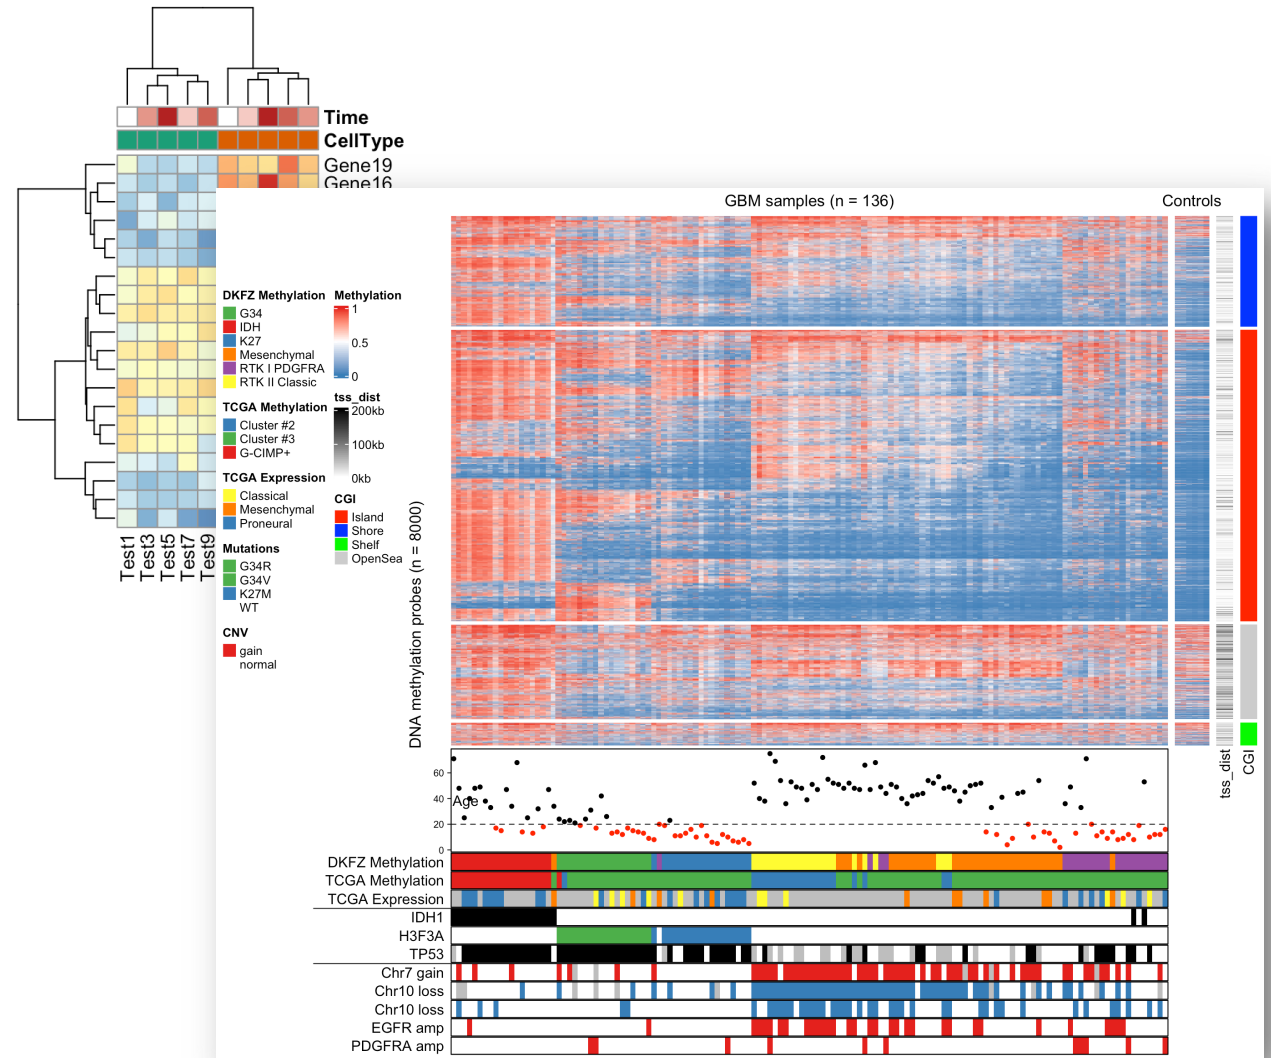 Time
CellType
Gene19
Gene16
Test1
Test3
Test5
Test7
Test9
GBM samples (n = 136)
Controls
DKFZ Methylation
G34
IDH
K27
Mesenchymal
RTK I PDGFRA
RTK II Classic
TCGA Methylation
Cluster #2
Cluster #3
G-CIMP+
TCGA Expression
Classical
Mesenchymal
Proneural
Mutations
G34R
G34V
K27M
WT
CNV
gain
normal
Methylation
1
0.5
0
tss_dist
200kb
100kb
0kb
CGI
Island
Shore
Shelf
OpenSea
DNA methylation probes (n = 8000)
tss_dist
CGI
60
40
20
0
Age
DKFZ Methylation
TCGA Methylation
TCGA Expression
IDH1
H3F3A
TP53
Chr7 gain
Chr10 loss
Chr10 loss
EGFR amp
PDGFRA amp